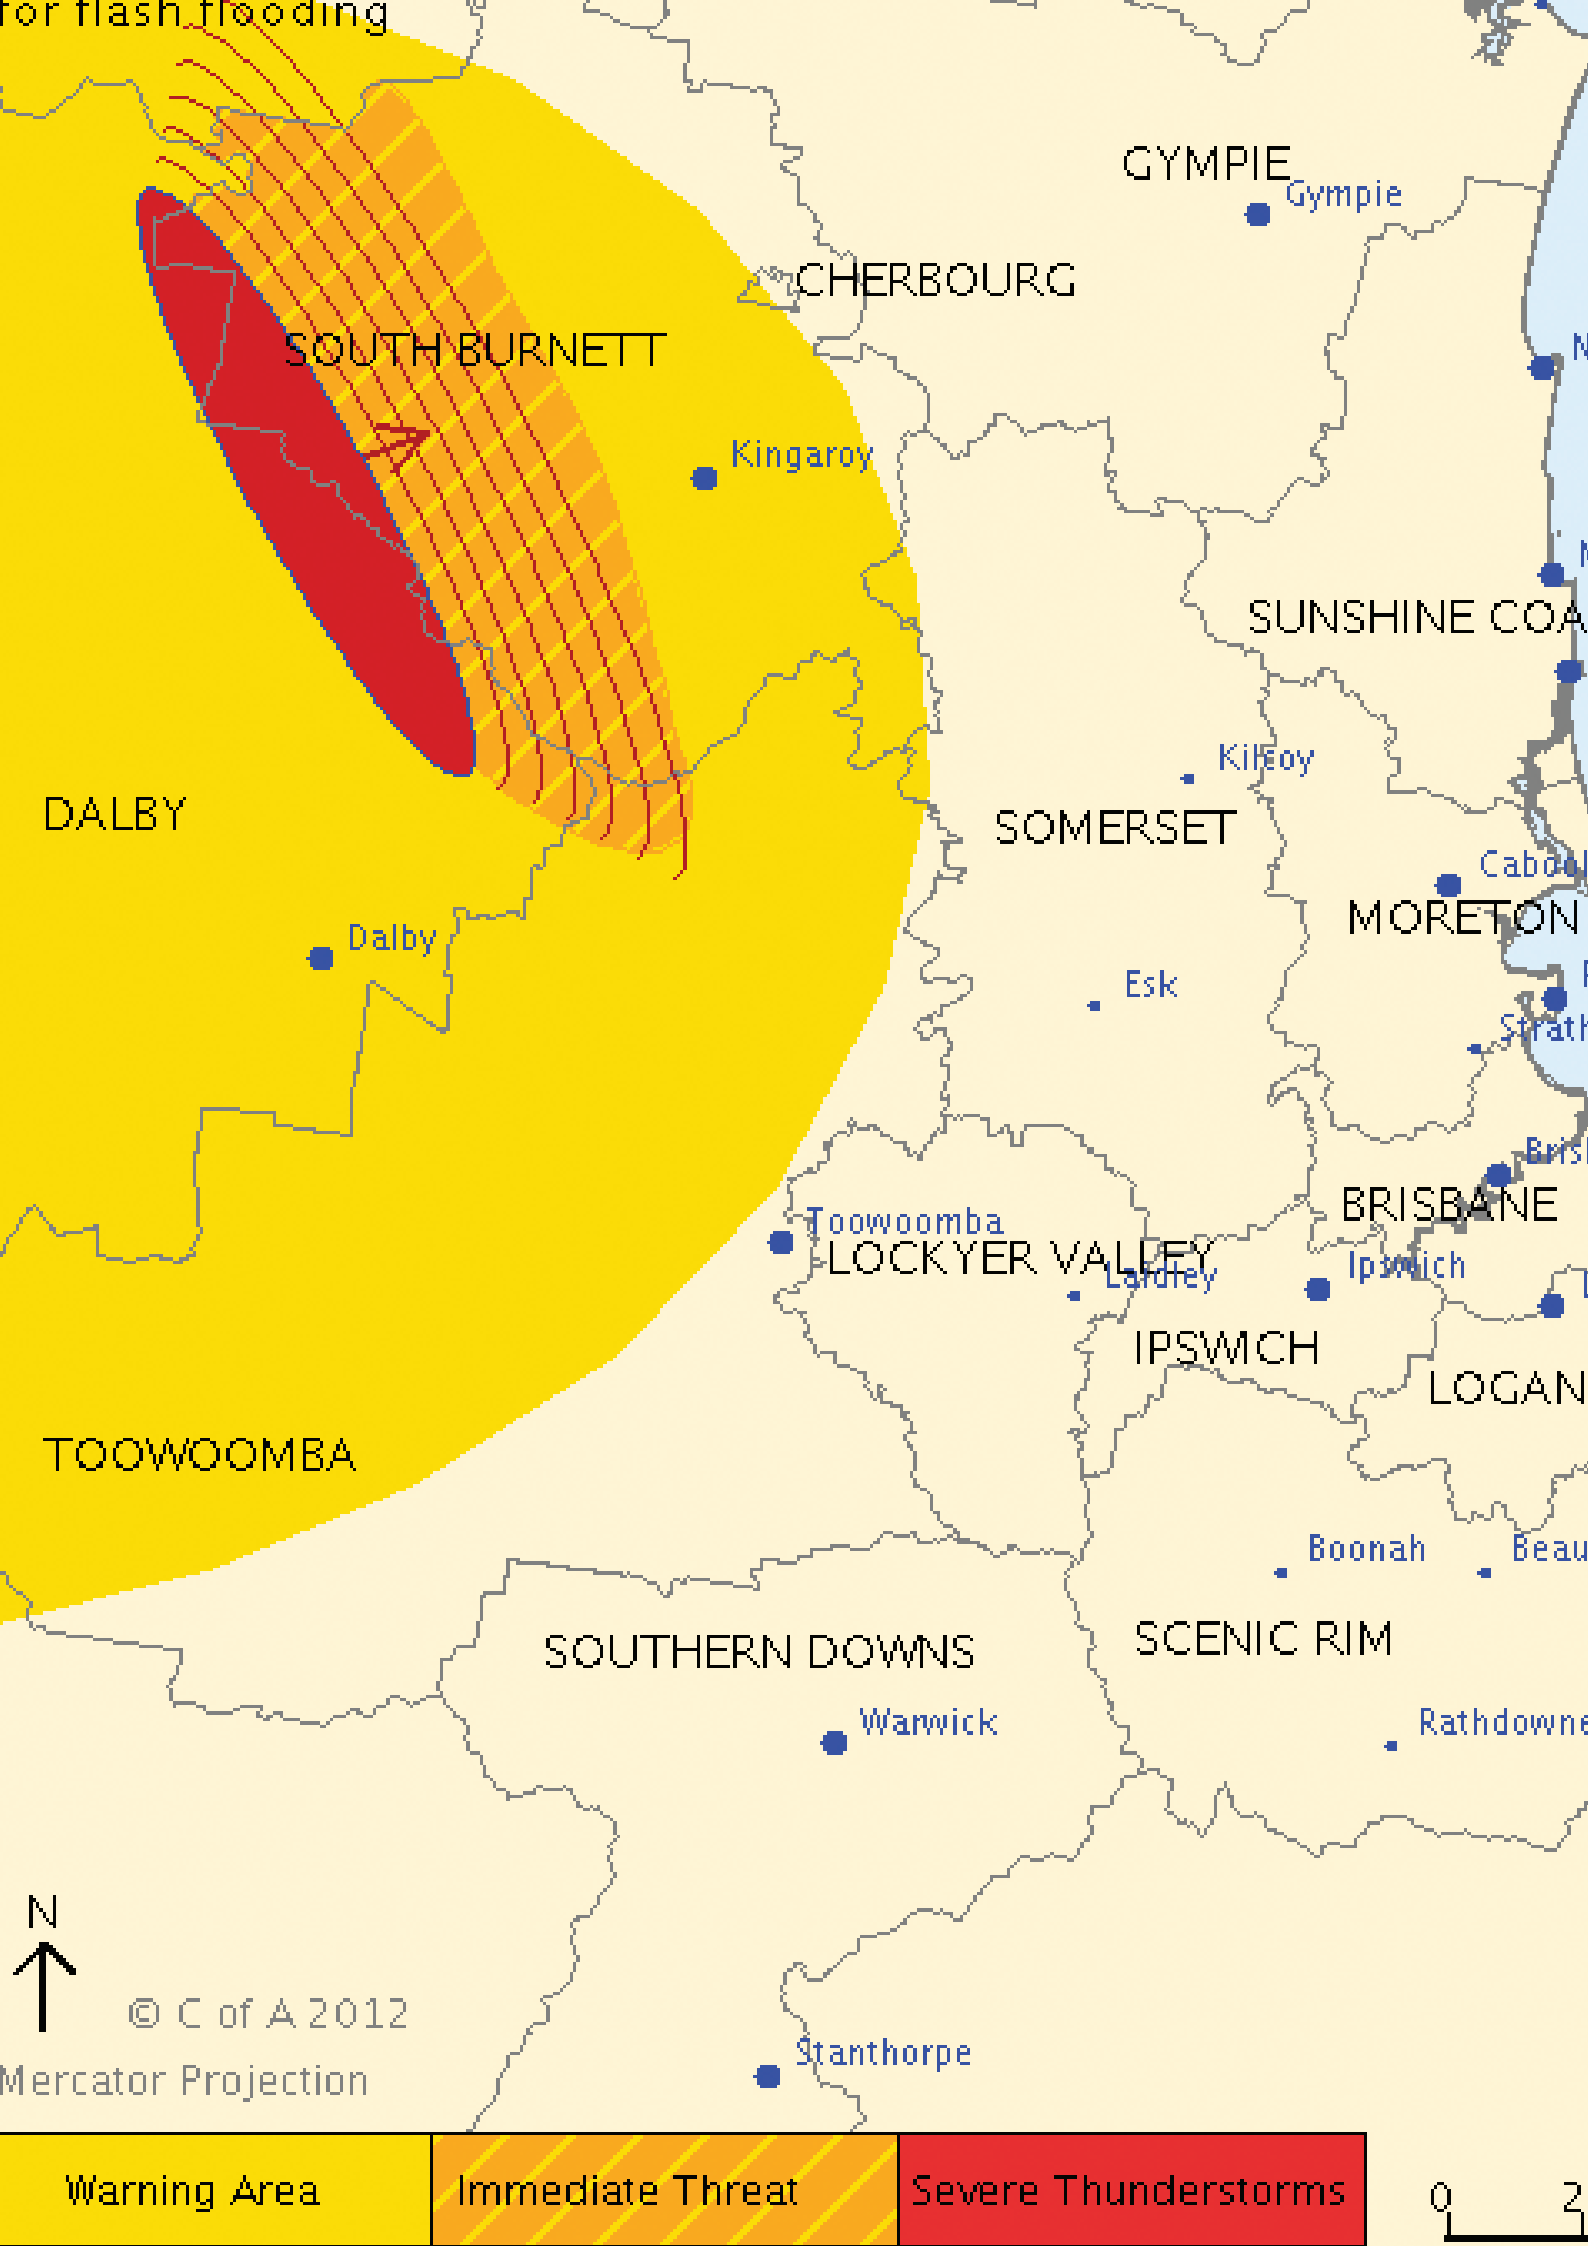 for flash flooding
GYMPIE
Gympie
CHERBOURG
SOUTH BURNETT
Kingaroy
SUNSHINE COA
Kilcoy
DALBY
SOMERSET
Cabool
MORETON
Dalby
Esk
Strath
Bris
BRISBANE
Toowoomba
LOCKYER VALLEY
Laidley
Ipswich
IPSWICH
LOGAN
TOOWOOMBA
Boonah
Beau
SOUTHERN DOWNS
SCENIC RIM
Warwick
Rathdowne
N
© C of A 2012
Stanthorpe
Mercator Projection
Warning Area
Immediate Threat
Severe Thunderstorms
0 2